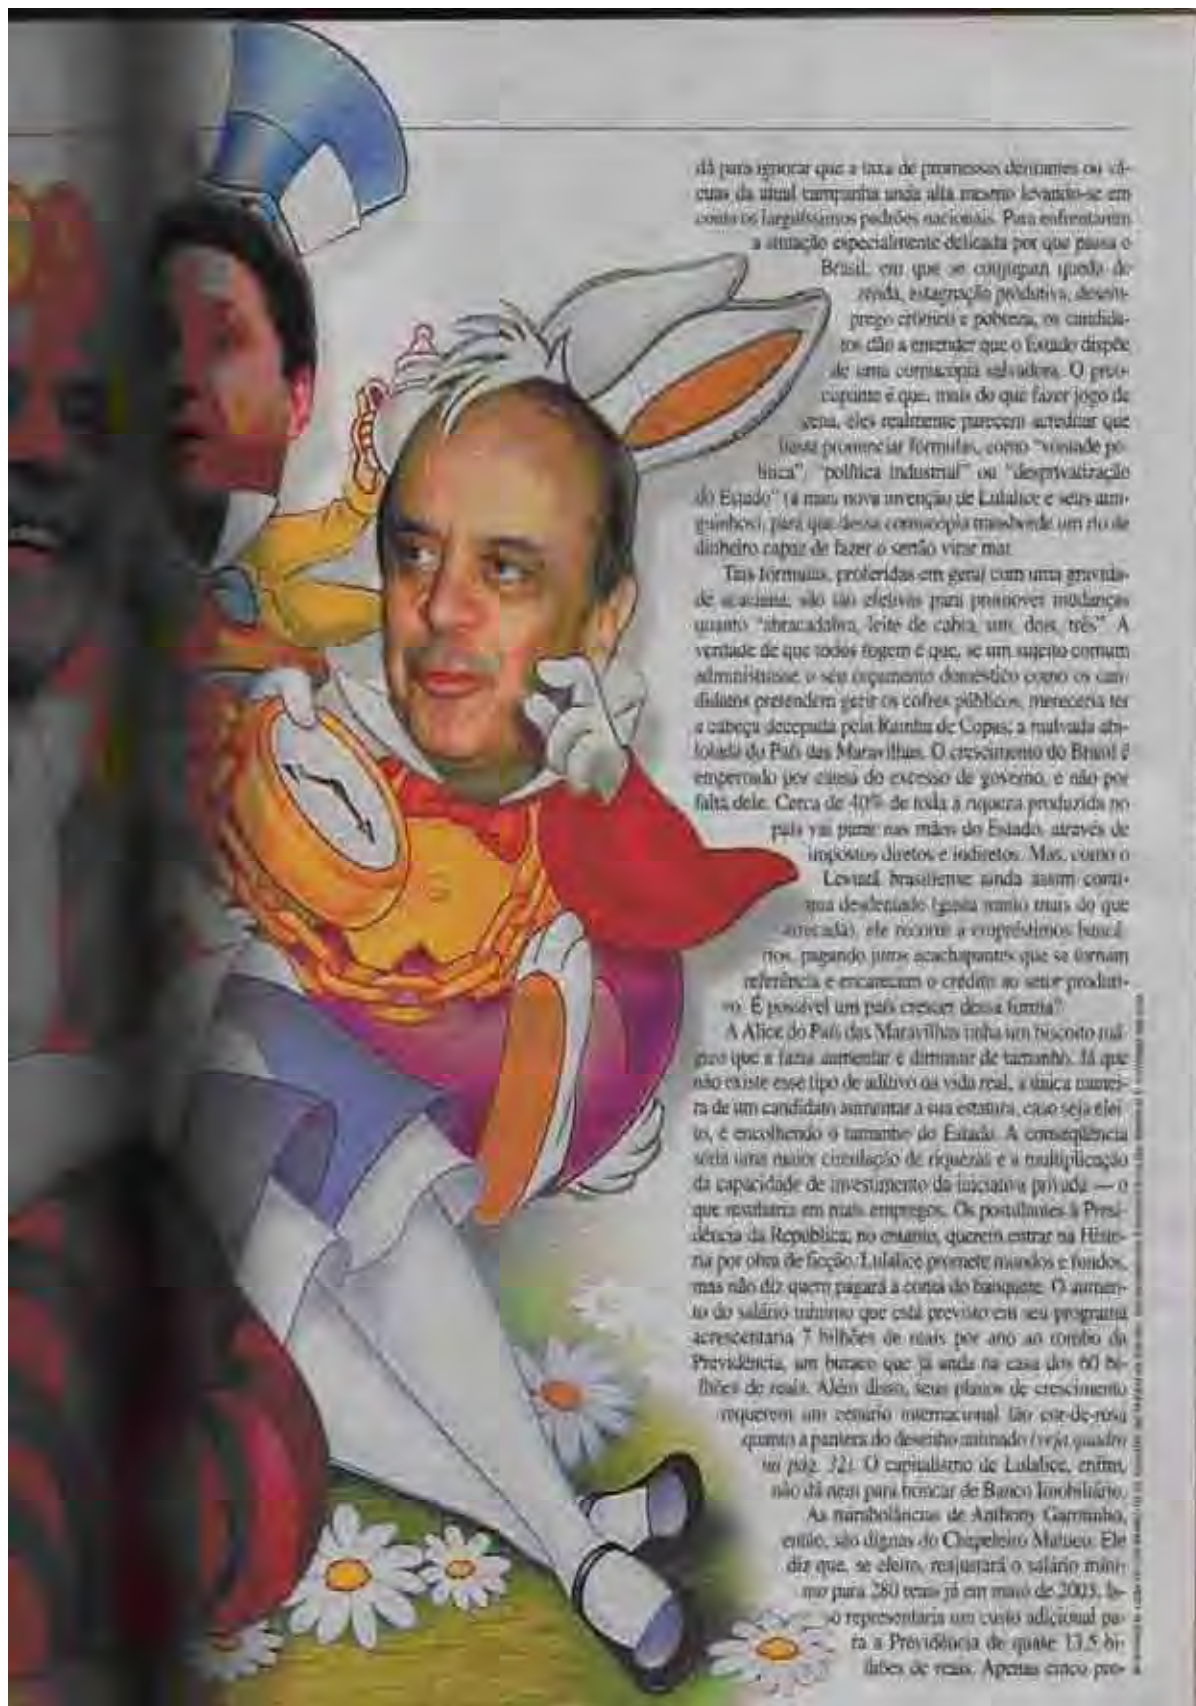 dá para ignorar que a taxa de promessas delirantes ou vá-
cuas da atual campanha anda alta mesmo levando-se em
conta os larguíssimos padrões nacionais. Para enfrentarem
a situação especialmente delicada por que passa o
Brasil, em que se conjugam queda de
renda, estagnação produtiva, desem-
prego crônico e pobreza, os candida-
tos dão a entender que o Estado dispõe
de uma cornucópia salvadora. O preo-
cupante é que, mais do que fazer jogo de
cena, eles realmente parecem acreditar que
basta pronunciar fórmulas, como "vontade po-
lítica", "política industrial" ou "desprivatização
do Estado" (a mais nova invenção de Lulalice e seus ami-
guinhos), para que dessa cornucópia transborde um rio de
dinheiro capaz de fazer o sertão virar mar.
Tais fórmulas, proferidas em geral com uma gravida-
de acaciana, são tão efetivas para promover mudanças
quanto "abracadabra, leite de cabra, um, dois, três". A
verdade de que todos fogem é que, se um sujeito comum
administrasse o seu orçamento doméstico como os can-
didatos pretendem gerir os cofres públicos, mereceria ter
a cabeça decepada pela Rainha de Copas, a malvada abi-
lolada do País das Maravilhas. O crescimento do Brasil é
emperrado por causa do excesso de governo, e não por
falta dele. Cerca de 40% de toda a riqueza produzida no
país vai parar nas mãos do Estado, através de
impostos diretos e indiretos. Mas, como o
Leviatã brasiliense ainda assim conti-
nua desdentado (gasta muito mais do que
arrecada), ele recorre a empréstimos bancá-
rios, pagando juros acachapantes que se tornam
referência e encarecem o crédito ao setor produti-
vo. É possível um país crescer dessa forma?
A Alice do País das Maravilhas tinha um biscoito má-
gico que a fazia aumentar e diminuir de tamanho. Já que
não existe esse tipo de aditivo na vida real, a única manei-
ra de um candidato aumentar a sua estatura, caso seja elei-
to, é encolhendo o tamanho do Estado. A conseqüência
seria uma maior circulação de riquezas e a multiplicação
da capacidade de investimento da iniciativa privada — o
que resultaria em mais empregos. Os postulantes à Presi-
dência da República, no entanto, querem entrar na Histó-
ria por obra de ficção. Lulalice promete mundos e fundos,
mas não diz quem pagará a conta do banquete. O aumen-
to do salário mínimo que está previsto em seu programa
acrescentaria 7 bilhões de reais por ano ao rombo da
Previdência, um buraco que já anda na casa dos 60 bi-
lhões de reais. Além disso, seus planos de crescimento
requerem um cenário internacional tão cor-de-rosa
quanto a pantera do desenho animado (veja quadro
na pág. 32). O capitalismo de Lulalice, enfim,
não dá nem para brincar de Banco Imobiliário.
As mirabolâncias de Anthony Garotinho,
então, são dignas do Chapeleiro Maluco. Ele
diz que, se eleito, reajustará o salário míni-
mo para 280 reais já em maio de 2003. Is-
so representaria um custo adicional pa-
ra a Previdência de quase 13,5 bi-
lhões de reais. Apenas cinco pro-